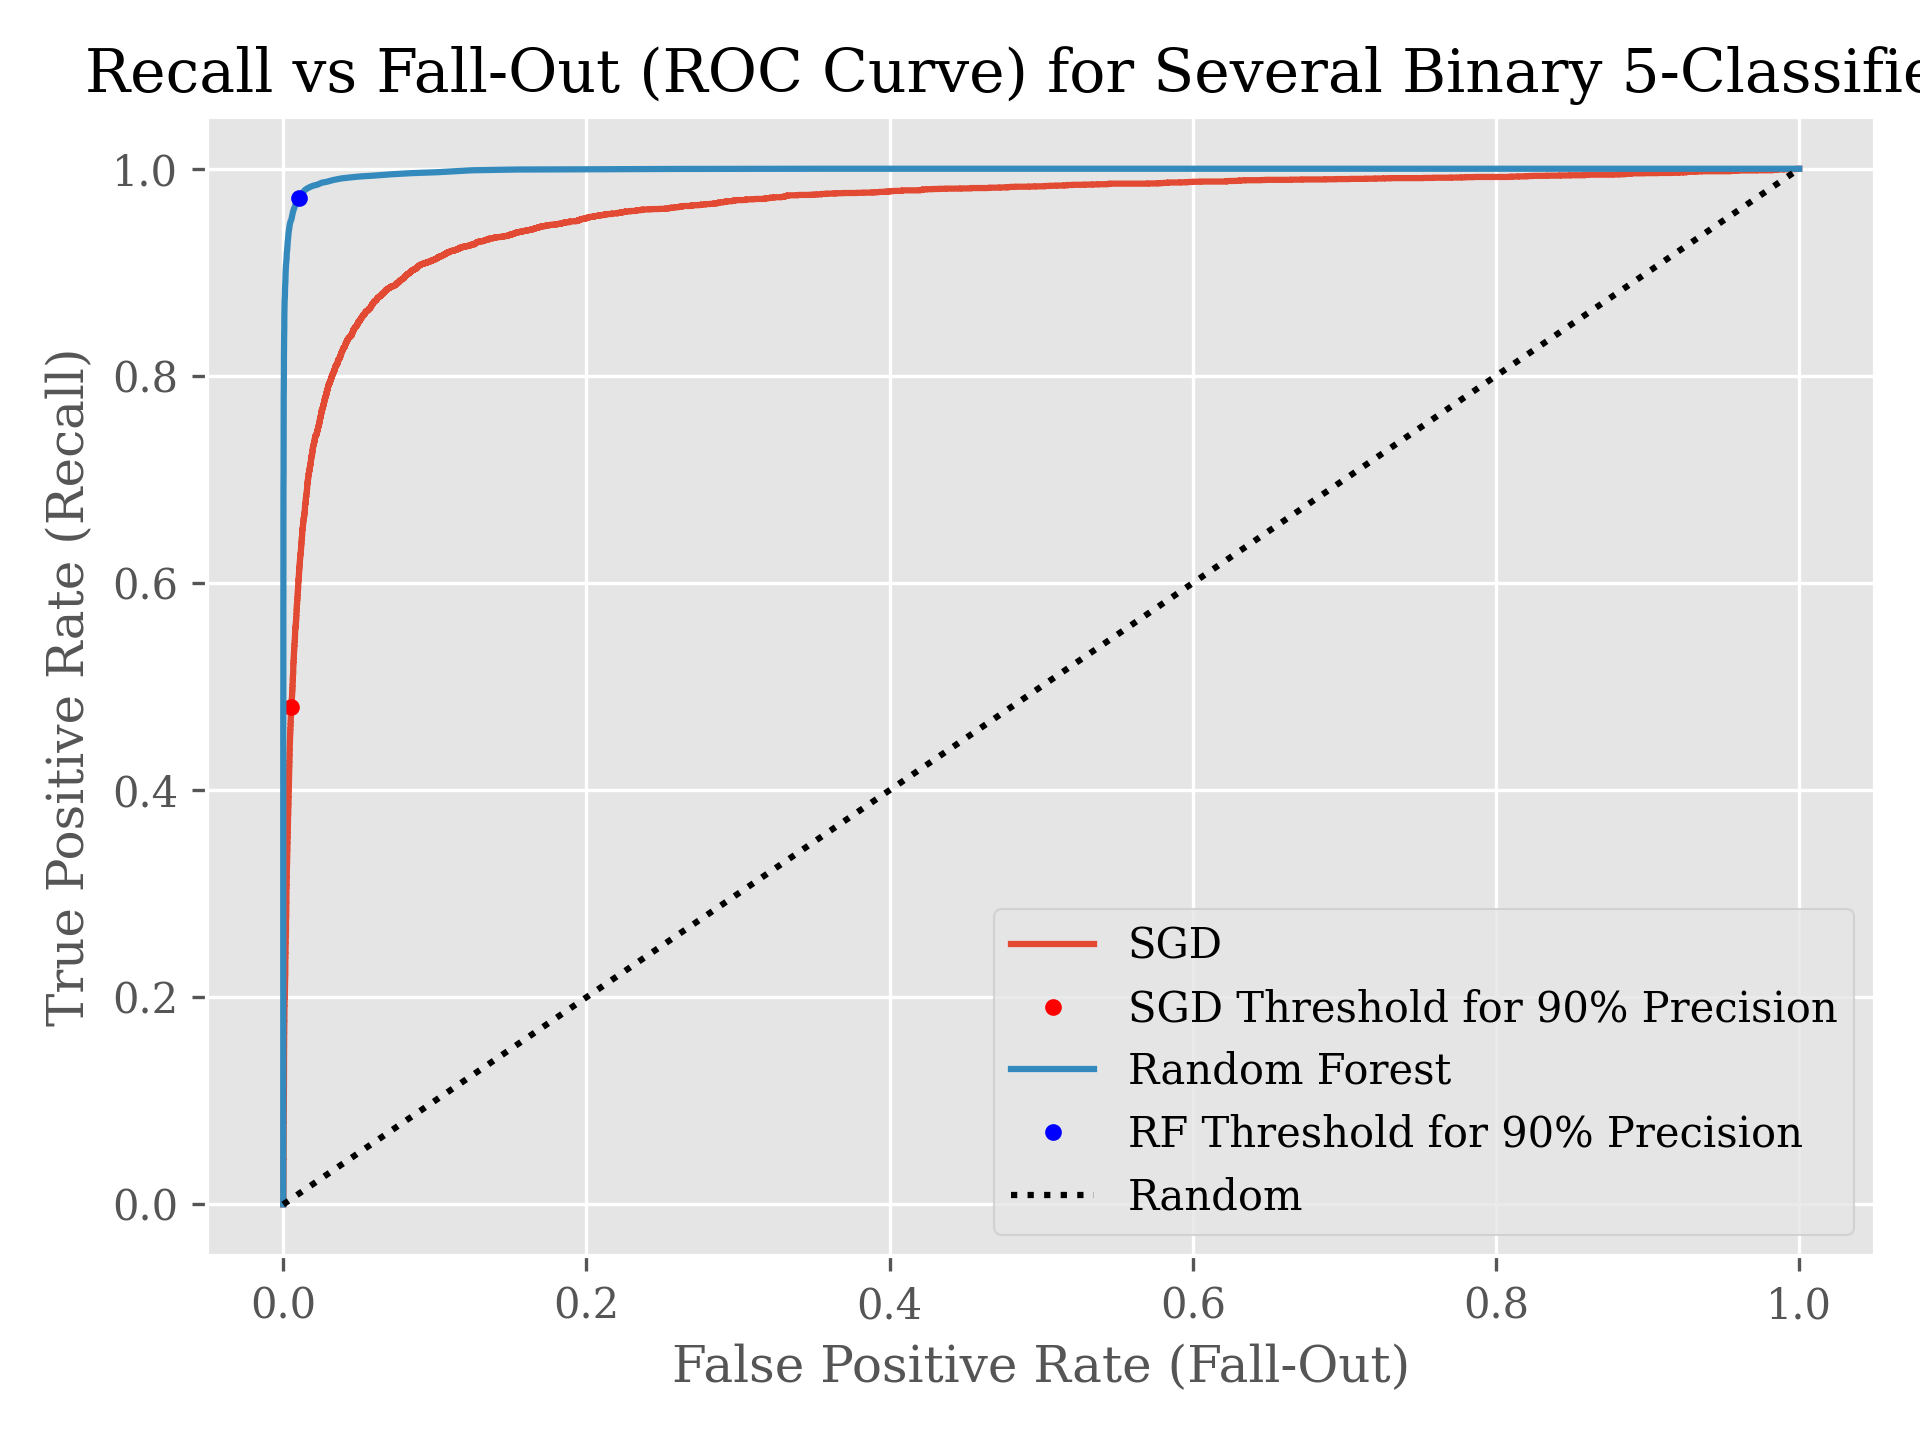 Recall vs Fall-Out (ROC Curve) for Several Binary 5-Classifie
True Positive Rate (Recall)
1.0
0.8
0.6
0.4
0.2
0.0
SGD
SGD Threshold for 90% Precision
Random Forest
RF Threshold for 90% Precision
Random
0.0 0.2 0.4 0.6 0.8 1.0
False Positive Rate (Fall-Out)